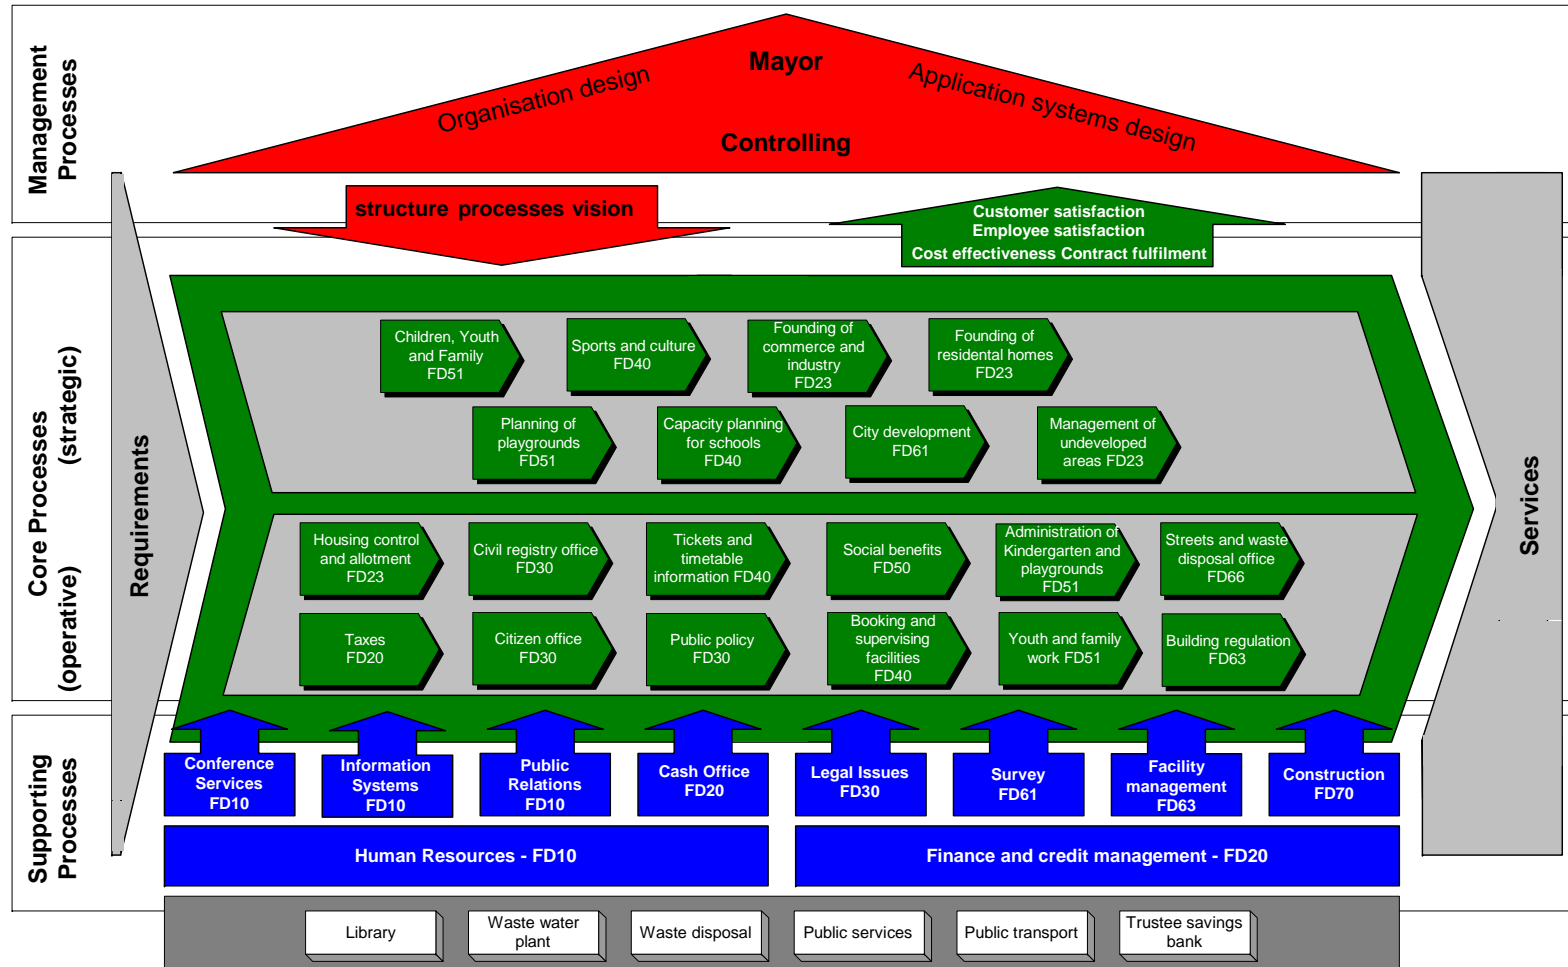 Management
Processes
Mayor
Organisation design
Application systems design
Controlling
structure processes vision
Customer satisfaction
Employee satisfaction
Cost effectiveness Contract fulfilment
Core Processes
(strategic)
(operative)
Requirements
Services
Children, Youth
and Family
FD51
Sports and culture
FD40
Founding of
commerce and
industry
FD23
Founding of
residental homes
FD23
Planning of
playgrounds
FD51
Capacity planning
for schools
FD40
City development
FD61
Management of
undeveloped
areas FD23
Housing control
and allotment
FD23
Civil registry office
FD30
Tickets and
timetable
information FD40
Social benefits
FD50
Administration of
Kindergarten and
playgrounds
FD51
Streets and waste
disposal office
FD66
Taxes
FD20
Citizen office
FD30
Public policy
FD30
Booking and
supervising
facilities
FD40
Youth and family
work FD51
Building regulation
FD63
Supporting
Processes
Conference
Services
FD10
Information
Systems
FD10
Public
Relations
FD10
Cash Office
FD20
Legal Issues
FD30
Survey
FD61
Facility
management
FD63
Construction
FD70
Human Resources - FD10
Finance and credit management - FD20
Library
Waste water
plant
Waste disposal
Public services
Public transport
Trustee savings
bank